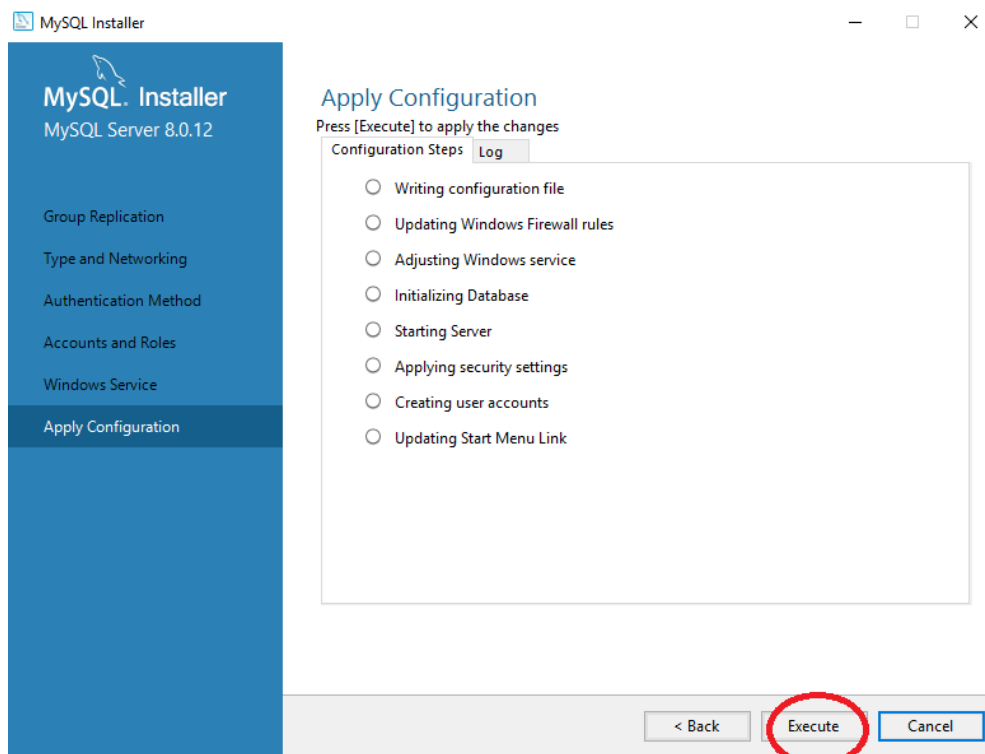 MySQL Installer
MySQL. Installer
MySQL Server 8.0.12
Group Replication
Type and Networking
Authentication Method
Accounts and Roles
Windows Service
Apply Configuration
Apply Configuration
Press [Execute] to apply the changes
Configuration Steps Log
Writing configuration file
Updating Windows Firewall rules
Adjusting Windows service
Initializing Database
Starting Server
Applying security settings
Creating user accounts
Updating Start Menu Link
< Back Execute Cancel